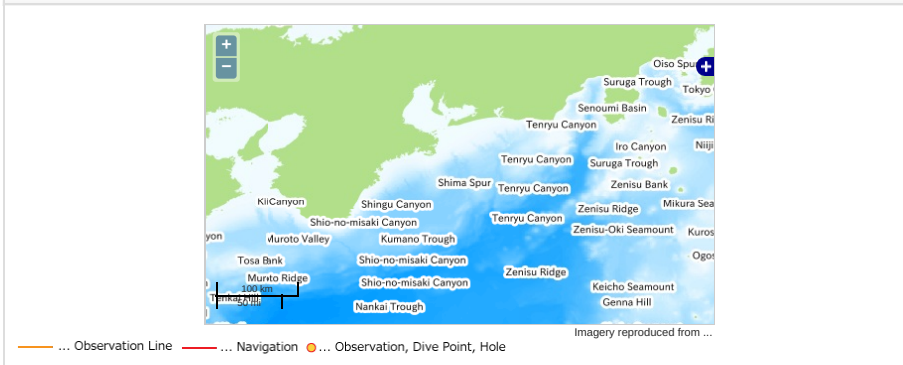 +
−
Oiso Spu
+
Suruga Trough
Tokyo
Senoumi Basin
Zenisu Ri
Tenryu Canyon
Iro Canyon
Niiji
Tenryu Canyon
Suruga Trough
Shima Spur
Tenryu Canyon
Zenisu Bank
KiiCanyon
Shingu Canyon
Zenisu Ridge
Mikura Sea
Shio-no-misaki Canyon
Tenryu Canyon
yon
Muroto Valley
Kumano Trough
Zenisu-Oki Seamount
Kuros
Tosa Bank
Shio-no-misaki Canyon
Ogos
Muroto Ridge
Shio-no-misaki Canyon
Zenisu Ridge
Keicho Seamount
100 km
Tenkai Hill
50 mi
Nankai Trough
Genna Hill
Imagery reproduced from ...
... Observation Line ... Navigation ... Observation, Dive Point, Hole